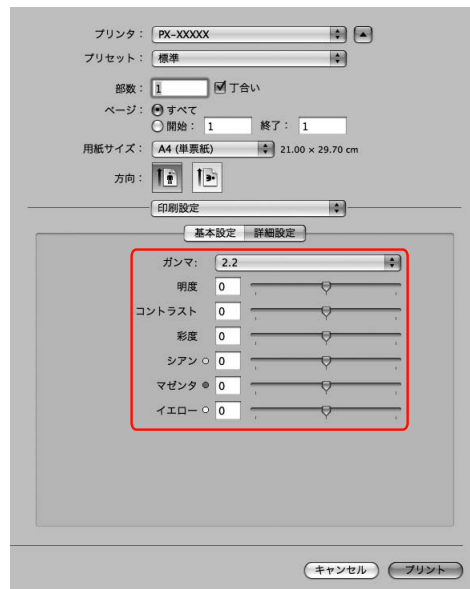 プリンタ： PX-XXXXX
プリセット： 標準
部数： 1 丁合い
ページ： すべて
開始： 1 終了： 1
用紙サイズ： A4 (単票紙) 21.00 × 29.70 cm
方向：
印刷設定
基本設定 詳細設定
ガンマ： 2.2
明度 0
コントラスト 0
彩度 0
シアン 0
マゼンタ 0
イエロー 0
キャンセル プリント